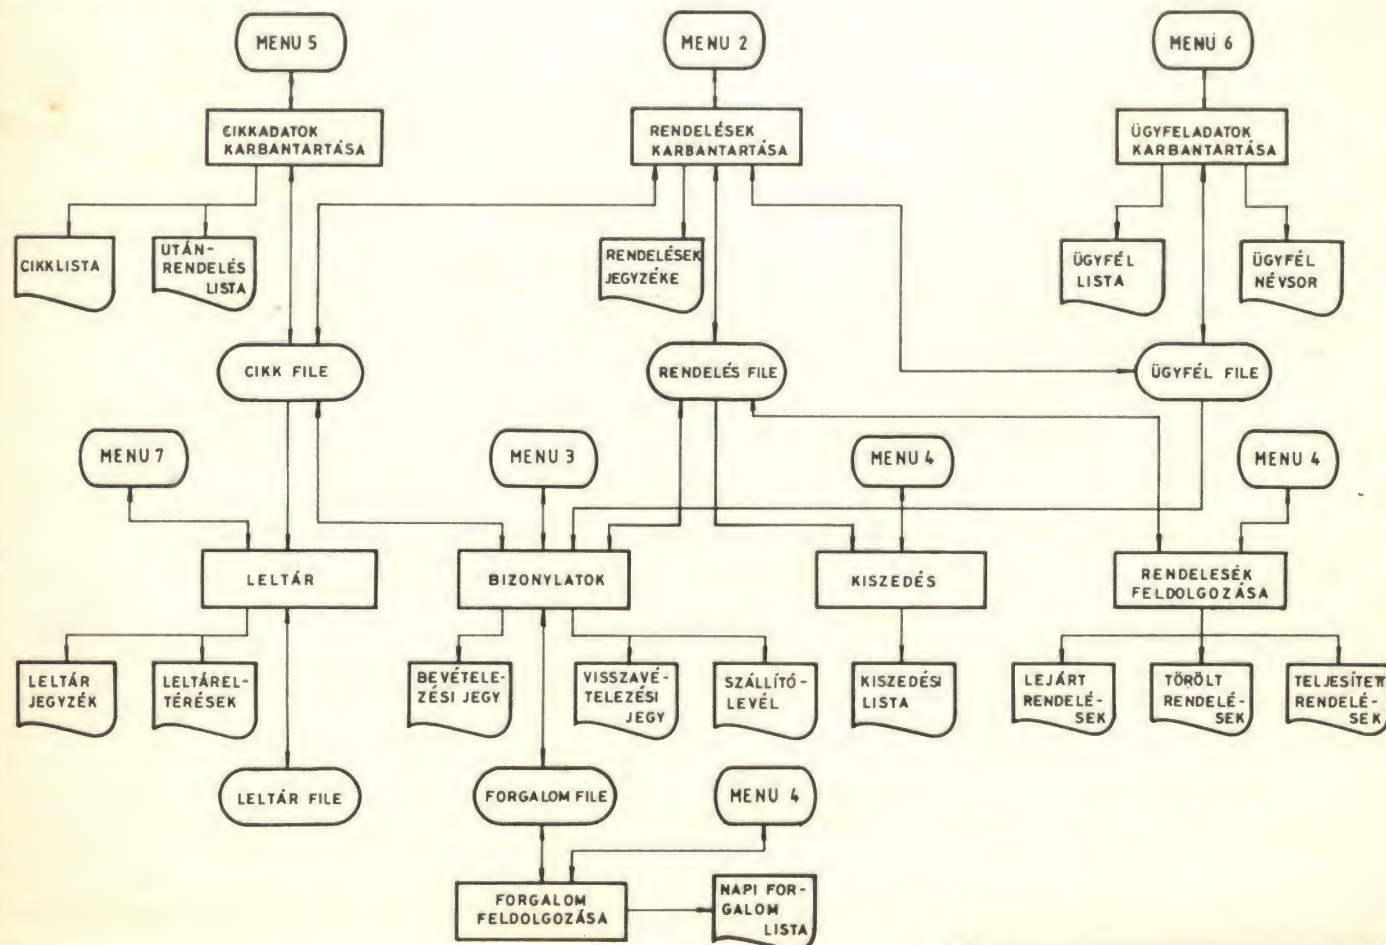 MENU 5
MENU 2
MENÜ 6
CIKKADATOK
KARBANTARTÁSA
RENDELÉSEK
KARBANTARTÁSA
ÜGYFELADATOK
KARBANTARTÁSA
CIKKLISTA
UTÁN-
RENDELÉS
LISTA
RENDELÉSEK
JEGYZÉKE
ÜGYFÉL
LISTA
ÜGYFÉL
NÉVSOR
CIKK FILE
RENDELÉS FILE
ÜGYFÉL FILE
MENU 7
MENU 3
MENU 4
MENU 4
LELTÁR
BIZONYLATOK
KISZEDÉS
RENDELESÉK
FELDOLGOZÁSA
LELTÁR
JEGYZÉK
LELTÁREL-
TÉRÉSEK
BEVÉTELE-
ZÉSI JEGY
VISSZAVÉ-
TELEZÉSI
JEGY
SZÁLLÍTÓ-
LEVÉL
KISZEDÉSI
LISTA
LEJÁRT
RENDELÉ-
SEK
TÖRÖLT
RENDELÉ-
SEK
TELJESÍTETT
RENDELÉ-
SEK
LELTÁR FILE
FORGALOM FILE
MENU 4
FORGALOM
FELDOLGOZÁSA
NAPI FOR-
GALOM
LISTA